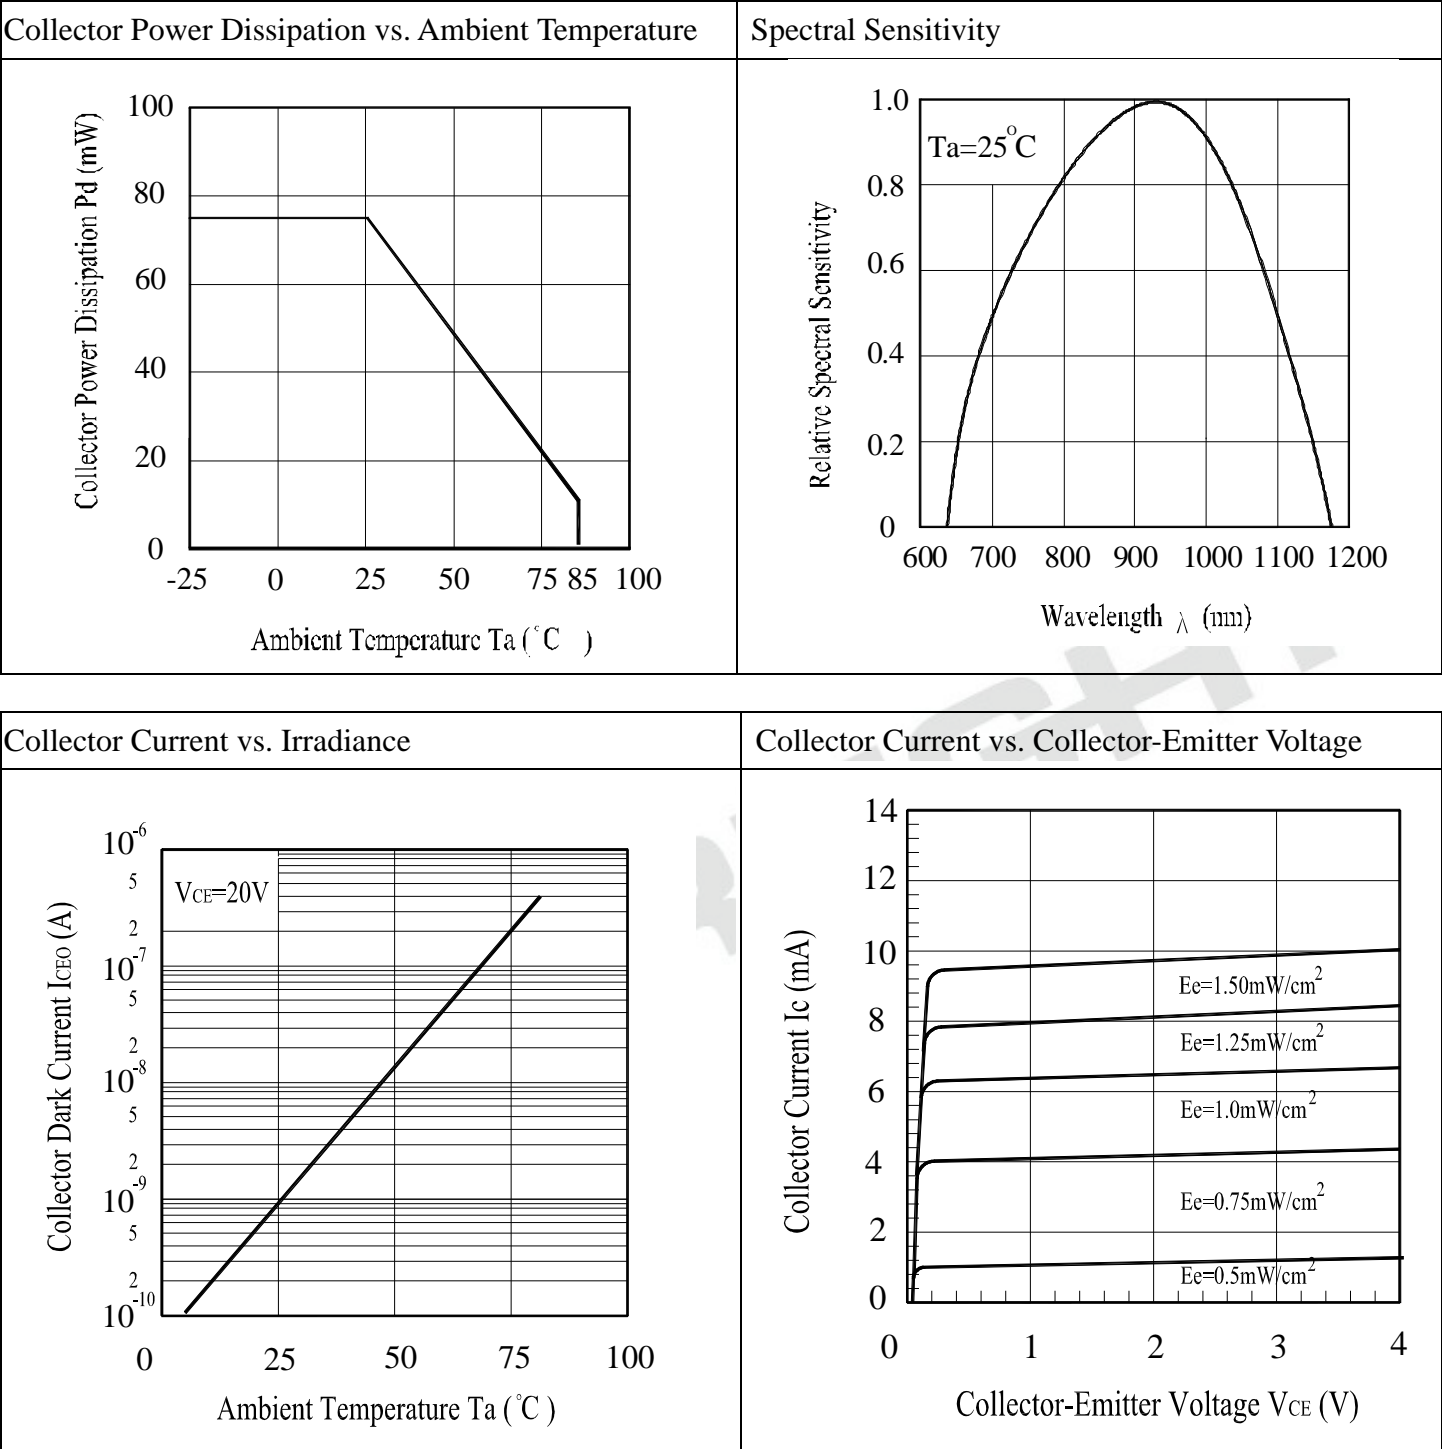 Collector Power Dissipation vs. Ambient Temperature
100
80
60
40
20
0
-25 0 25 50 75 85 100
Collector Power Dissipation Pd (mW)
Ambient Temperature Ta (°C )
Spectral Sensitivity
Ta=25°C
1.0
0.8
0.6
0.4
0.2
0
600 700 800 900 1000 1100 1200
Relative Spectral Sensitivity
Wavelength λ (nm)
Collector Current vs. Irradiance
VCE=20V
10-6
5
2
10-7
5
2
10-8
5
2
10-9
5
2
10-10
0 25 50 75 100
Collector Dark Current ICEO (A)
Ambient Temperature Ta (°C )
Collector Current vs. Collector-Emitter Voltage
14
12
10
8
6
4
2
0
Ee=1.50mW/cm2
Ee=1.25mW/cm2
Ee=1.0mW/cm2
Ee=0.75mW/cm2
Ee=0.5mW/cm2
0 1 2 3 4
Collector Current Ic (mA)
Collector-Emitter Voltage VCE (V)